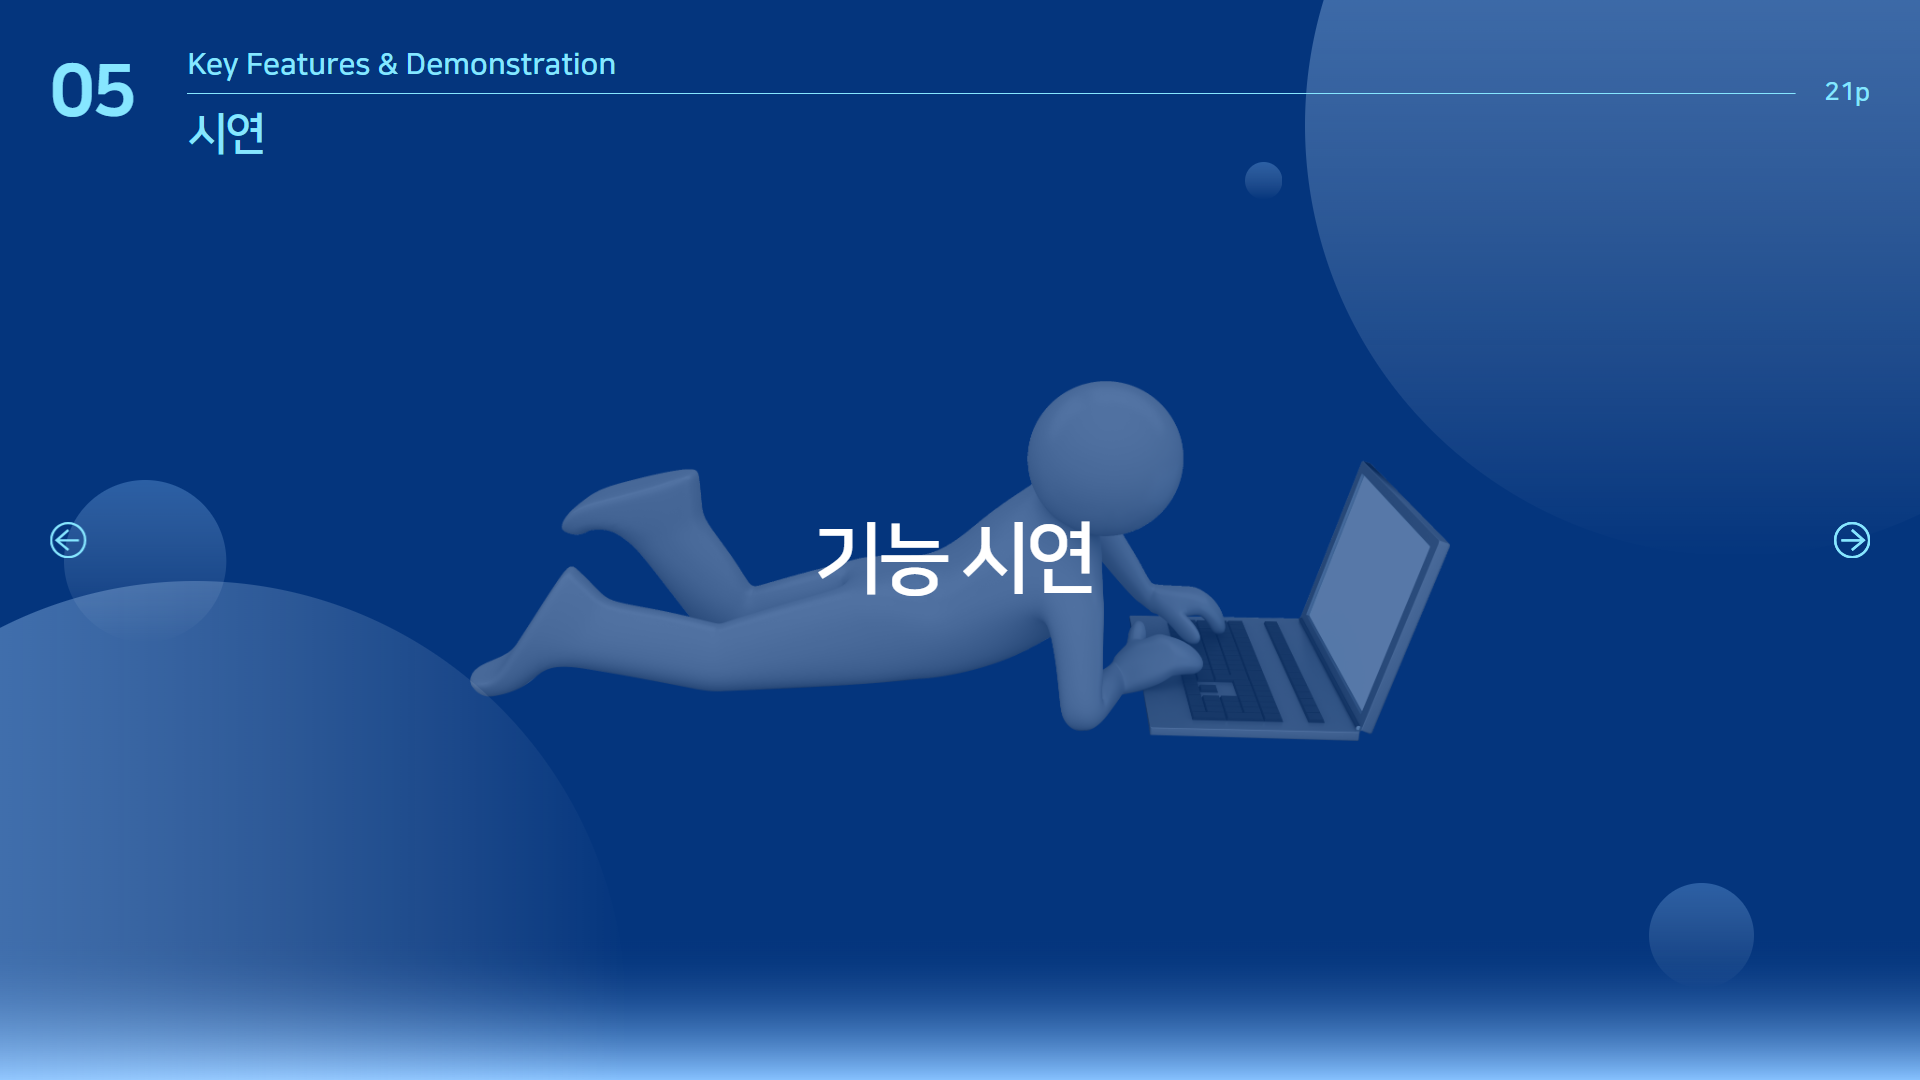 05
Key Features & Demonstration
21p
시연
기능 시연